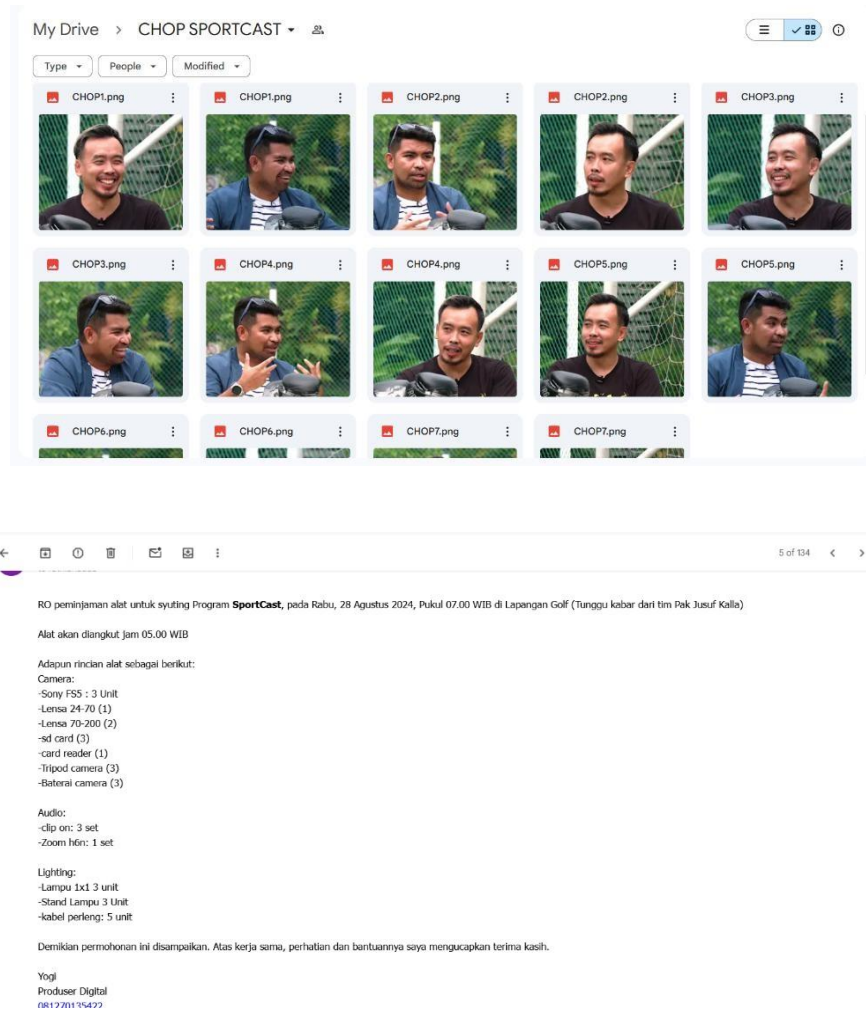 My Drive > CHOP SPORTCAST
Type People Modified
CHOP1.png CHOP1.png CHOP2.png CHOP2.png CHOP3.png
CHOP3.png CHOP4.png CHOP4.png CHOP5.png CHOP5.png
CHOP6.png CHOP6.png CHOP7.png CHOP7.png
5 of 134
RO peminjaman alat untuk syuting Program SportCast, pada Rabu, 28 Agustus 2024, Pukul 07.00 WIB di Lapangan Golf (Tunggu kabar dari tim Pak Jusuf Kalla)
Alat akan diangkut jam 05.00 WIB
Adapun rincian alat sebagai berikut:
Camera:
-Sony FS5 : 3 Unit
-Lensa 24-70 (1)
-Lensa 70-200 (2)
-sd card (3)
-card reader (1)
-Tripod camera (3)
-Baterai camera (3)
Audio:
-clip on: 3 set
-Zoom h6n: 1 set
Lighting:
-Lampu 1x1 3 unit
-Stand Lampu 3 Unit
-kabel perleng: 5 unit
Demikian permohonan ini disampaikan. Atas kerja sama, perhatian dan bantuannya saya mengucapkan terima kasih.
Yogi
Produser Digital
081270135422